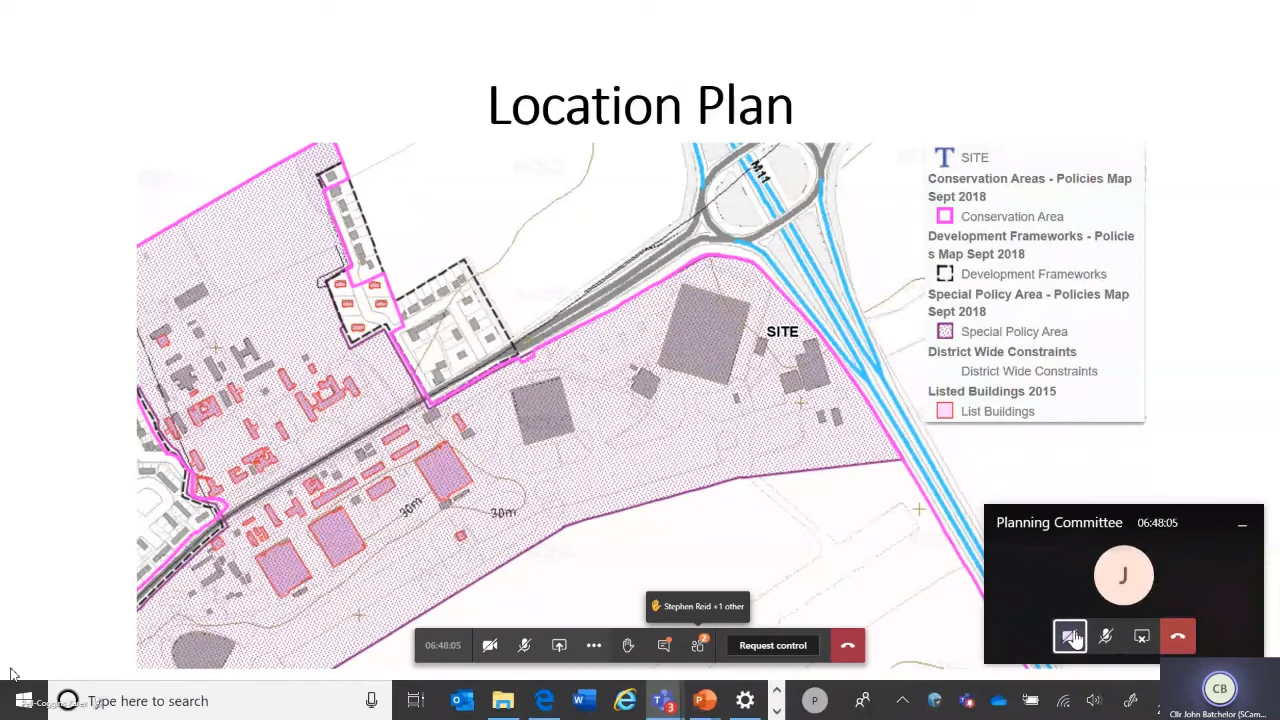 Location Plan
M11
SITE
30m
30m
T SITE
Conservation Areas - Policies Map
Sept 2018
Conservation Area
Development Frameworks - Policie
s Map Sept 2018
Development Frameworks
Special Policy Area - Policies Map
Sept 2018
Special Policy Area
District Wide Constraints
District Wide Constraints
Listed Buildings 2015
List Buildings
Planning Committee 06:48:05
J
Stephen Reid +1 other
06:48:05
2
Request control
Type here to search
3
P
CB
Cllr John Batchelor (SCam...